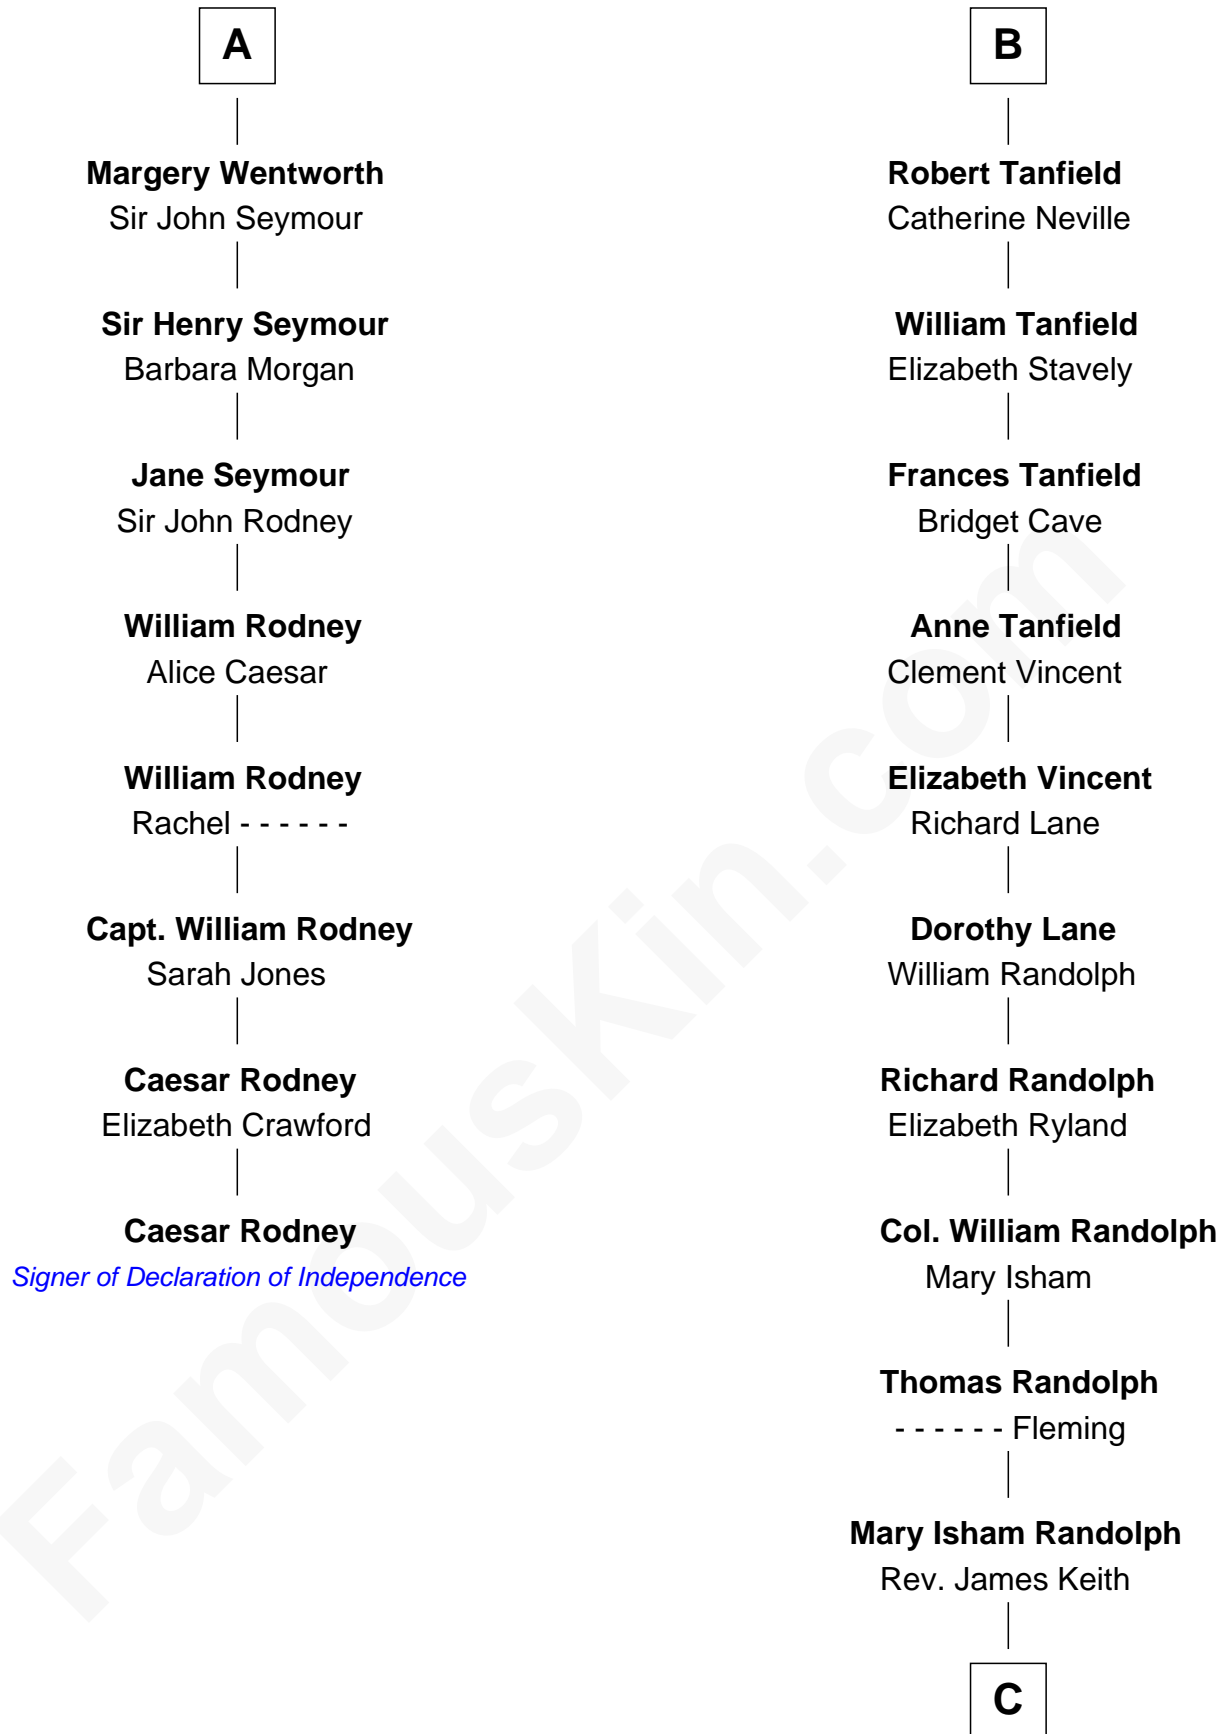 A
Margery Wentworth
Sir John Seymour
Sir Henry Seymour
Barbara Morgan
Jane Seymour
Sir John Rodney
William Rodney
Alice Caesar
William Rodney
Rachel - - - - - -
Capt. William Rodney
Sarah Jones
Caesar Rodney
Elizabeth Crawford
Caesar Rodney
Signer of Declaration of Independence
B
Robert Tanfield
Catherine Neville
William Tanfield
Elizabeth Stavely
Frances Tanfield
Bridget Cave
Anne Tanfield
Clement Vincent
Elizabeth Vincent
Richard Lane
Dorothy Lane
William Randolph
Richard Randolph
Elizabeth Ryland
Col. William Randolph
Mary Isham
Thomas Randolph
- - - - - - Fleming
Mary Isham Randolph
Rev. James Keith
C
FamousKin.com